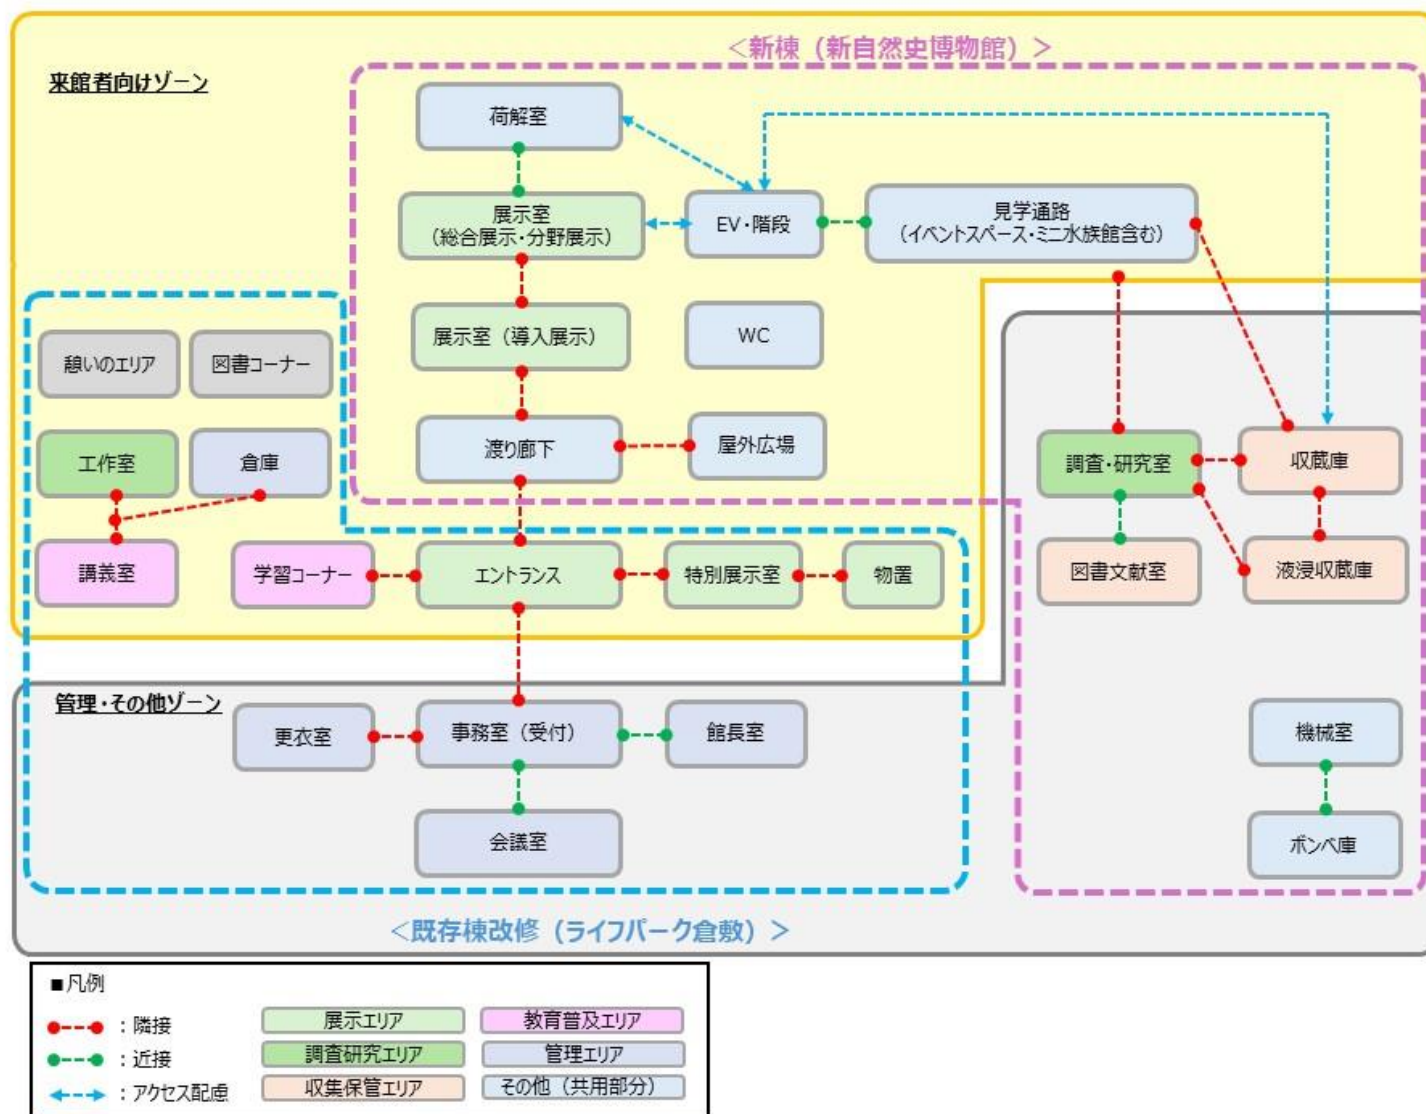 ＜新棟（新自然史博物館）＞
来館者向けゾーン
荷解室
展示室
（総合展示・分野展示）
EV・階段
見学通路
（イベントスペース・ミニ水族館含む）
展示室（導入展示）
WC
憩いのエリア
図書コーナー
渡り廊下
屋外広場
工作室
倉庫
調査・研究室
収蔵庫
講義室
学習コーナー
エントランス
特別展示室
物置
図書文献室
液浸収蔵庫
管理・その他ゾーン
更衣室
事務室（受付）
館長室
機械室
会議室
ボンベ庫
＜既存棟改修（ライフパーク倉敷）＞
■凡例
：隣接
展示エリア
教育普及エリア
：近接
調査研究エリア
管理エリア
：アクセス配慮
収集保管エリア
その他（共用部分）